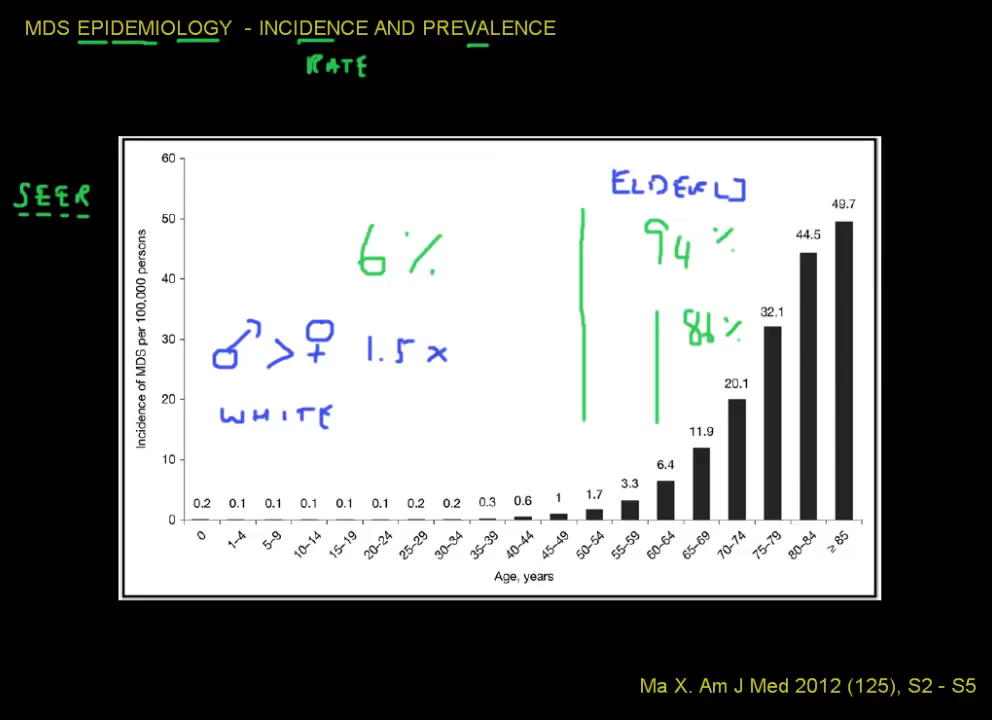 MDS EPIDEMIOLOGY - INCIDENCE AND PREVALENCE
RATE
SEER
60
50
40
30
20
10
0
Incidence of MDS per 100,000 persons
ELDERLY
6%
94%
86%
♂ > ♀ 1.5 x
WHITE
0.2 0.1 0.1 0.1 0.1 0.1 0.2 0.2 0.3 0.6 1 1.7 3.3 6.4 11.9 20.1 32.1 44.5 49.7
0 1–4 5–9 10–14 15–19 20–24 25–29 30–34 35–39 40–44 45–49 50–54 55–59 60–64 65–69 70–74 75–79 80–84 ≥ 85
Age, years
Ma X. Am J Med 2012 (125), S2 - S5